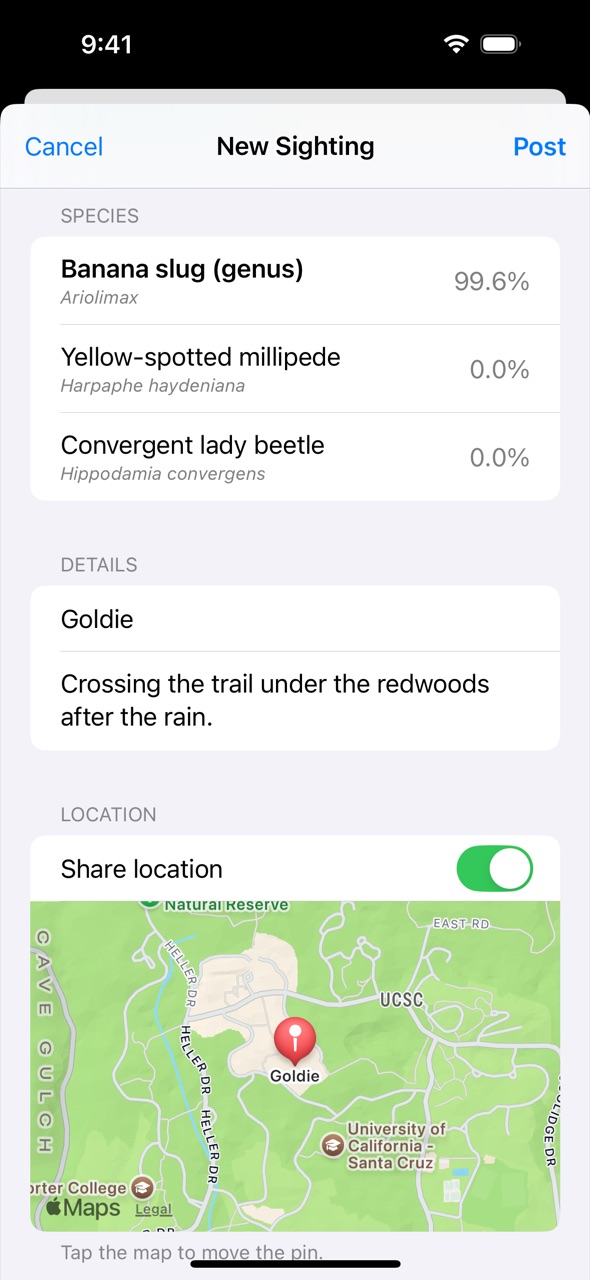 9:41
Cancel
New Sighting
Post
SPECIES
Banana slug (genus)
99.6%
Ariolimax
Yellow-spotted millipede
0.0%
Harpaphe haydeniana
Convergent lady beetle
0.0%
Hippodamia convergens
DETAILS
Goldie
Crossing the trail under the redwoods
after the rain.
LOCATION
Share location
Natural Reserve
EAST RD
CAVE GULCH
HELLER DR
UCSC
HELLER DR
Goldie
HELLER DR
University of
California -
Santa Cruz
OLIDGE DR
orter College
Maps
Legal
Tap the map to move the pin.